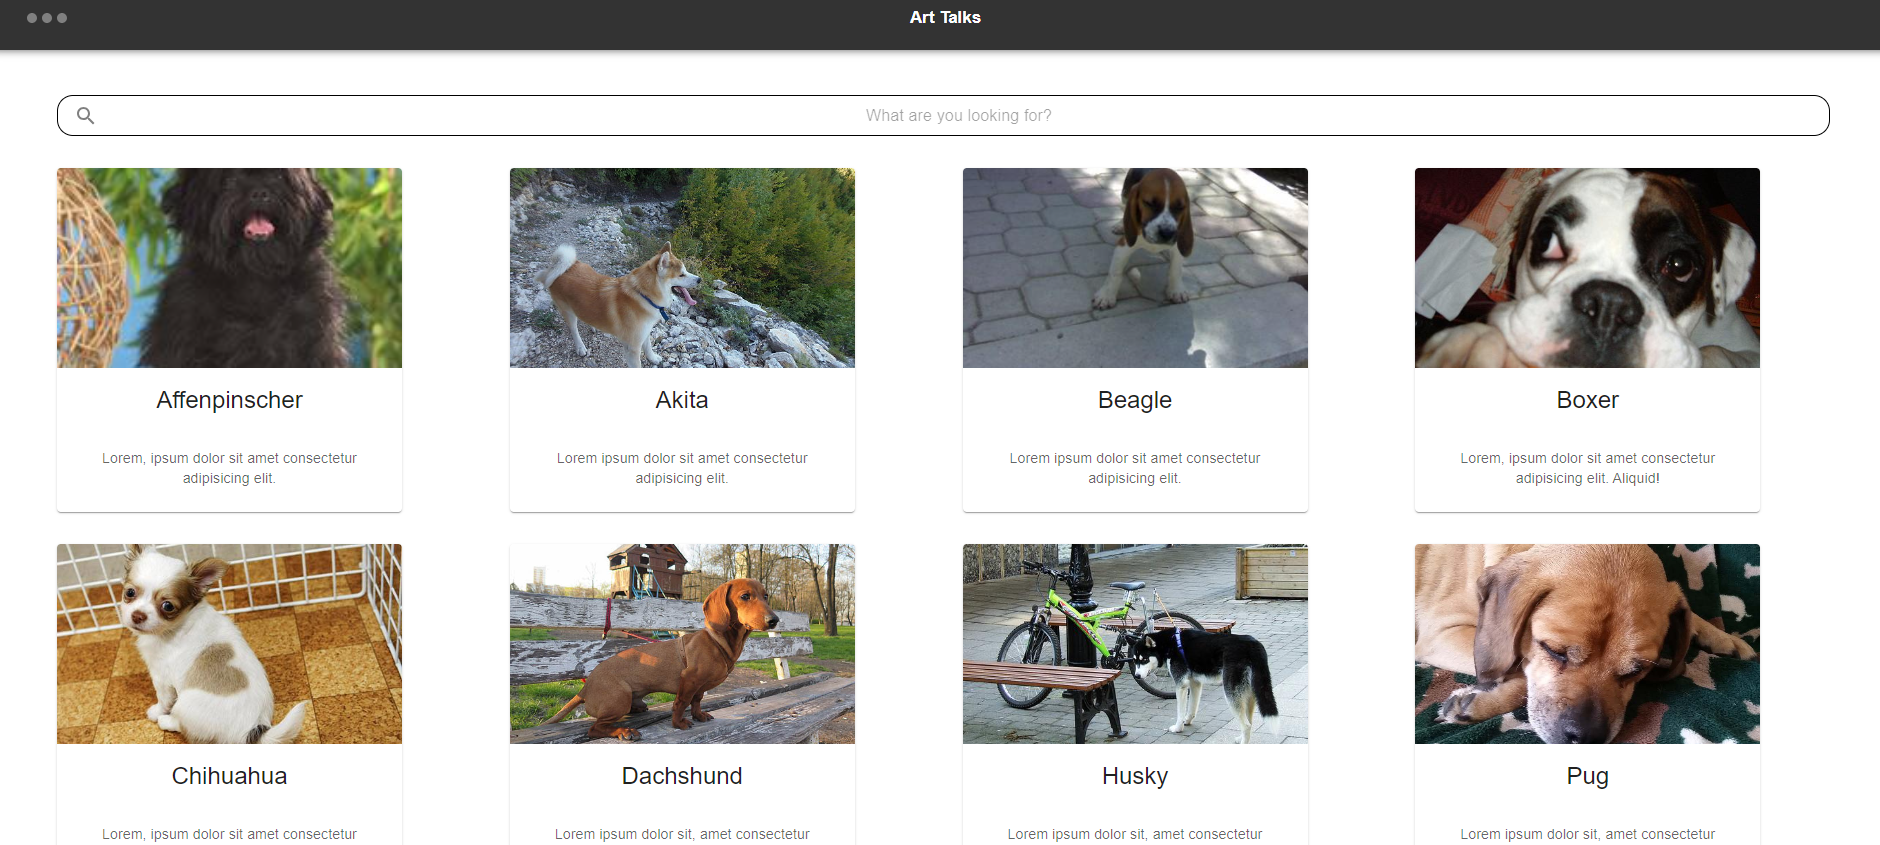 Art Talks
What are you looking for?
Affenpinscher
Lorem, ipsum dolor sit amet consectetur
adipisicing elit.
Akita
Lorem ipsum dolor sit amet consectetur
adipisicing elit.
Beagle
Lorem ipsum dolor sit amet consectetur
adipisicing elit.
Boxer
Lorem, ipsum dolor sit amet consectetur
adipisicing elit. Aliquid!
Chihuahua
Lorem, ipsum dolor sit amet consectetur
Dachshund
Lorem ipsum dolor sit, amet consectetur
Husky
Lorem ipsum dolor sit, amet consectetur
Pug
Lorem ipsum dolor sit, amet consectetur